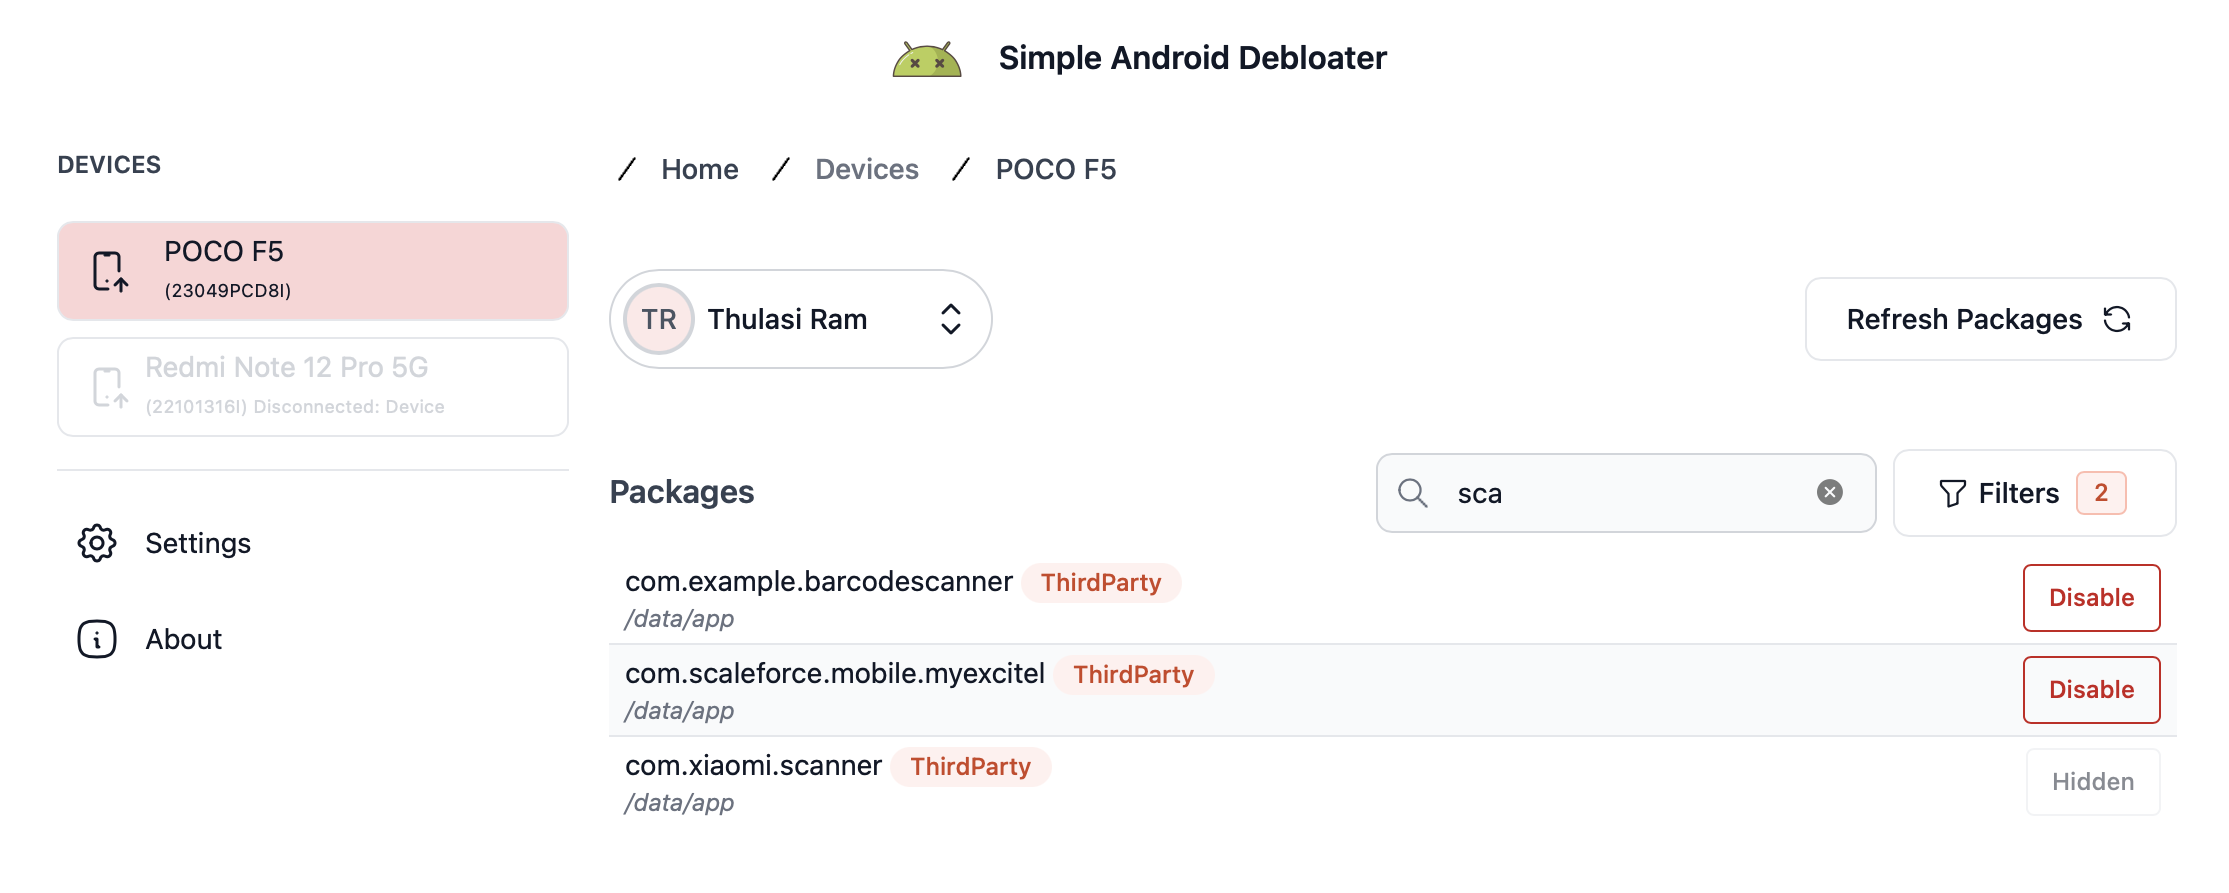 Simple Android Debloater
DEVICES
POCO F5
(23049PCD8I)
Redmi Note 12 Pro 5G
(22101316I) Disconnected: Device
Settings
About
/ Home / Devices / POCO F5
TR Thulasi Ram
Refresh Packages
Packages
sca
Filters 2
com.example.barcodescanner ThirdParty
/data/app
Disable
com.scaleforce.mobile.myexcitel ThirdParty
/data/app
Disable
com.xiaomi.scanner ThirdParty
/data/app
Hidden